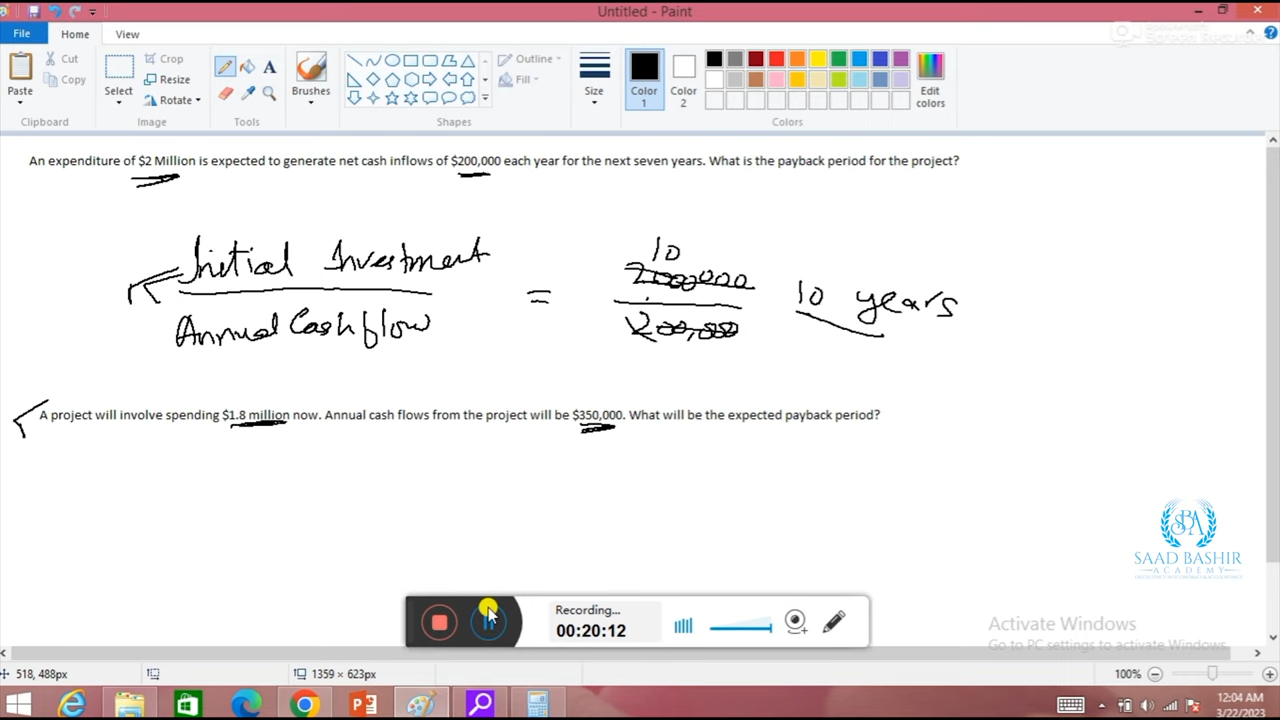 Untitled - Paint
File Home View
Paste
Cut
Copy
Clipboard
Select
Crop
Resize
Rotate
Image
Tools
Brushes
Outline
Fill
Shapes
Size
Color 1
Color 2
Edit colors
Colors
An expenditure of $2 Million is expected to generate net cash inflows of $200,000 each year for the next seven years. What is the payback period for the project?
Initial Investment
Annual Cashflow
=
10
2000000
200,000
10 years
A project will involve spending $1.8 million now. Annual cash flows from the project will be $350,000. What will be the expected payback period?
SBA
SAAD BASHIR
ACADEMY
Recording...
00:20:12
Activate Windows
Go to PC settings to activate Windows.
518, 488px
1359 × 623px
100%
12:04 AM
3/22/2023